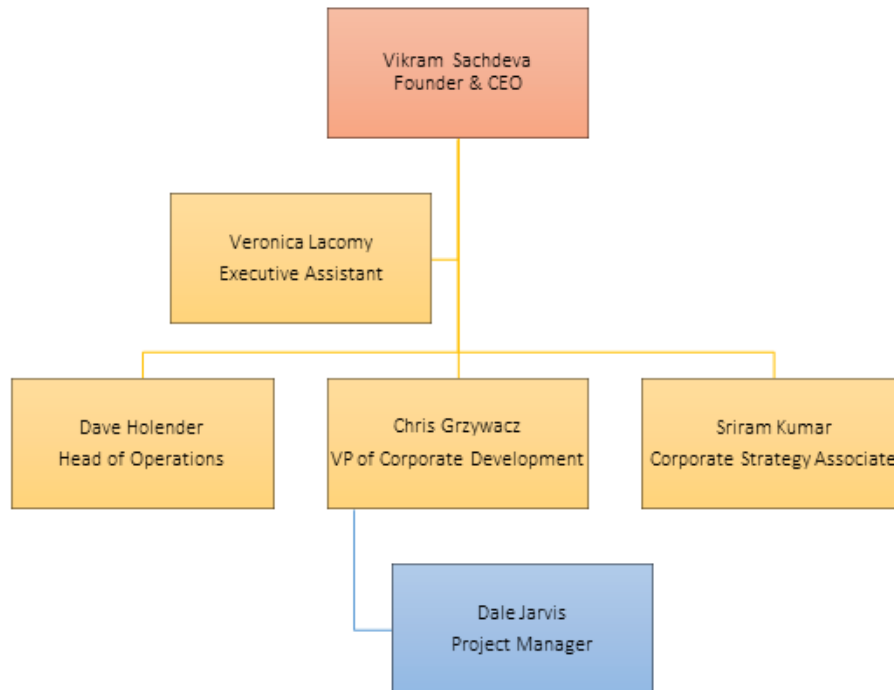 Vikram Sachdeva
Founder & CEO
Veronica Lacomy
Executive Assistant
Dave Holender
Head of Operations
Chris Grzywacz
VP of Corporate Development
Sriram Kumar
Corporate Strategy Associate
Dale Jarvis
Project Manager